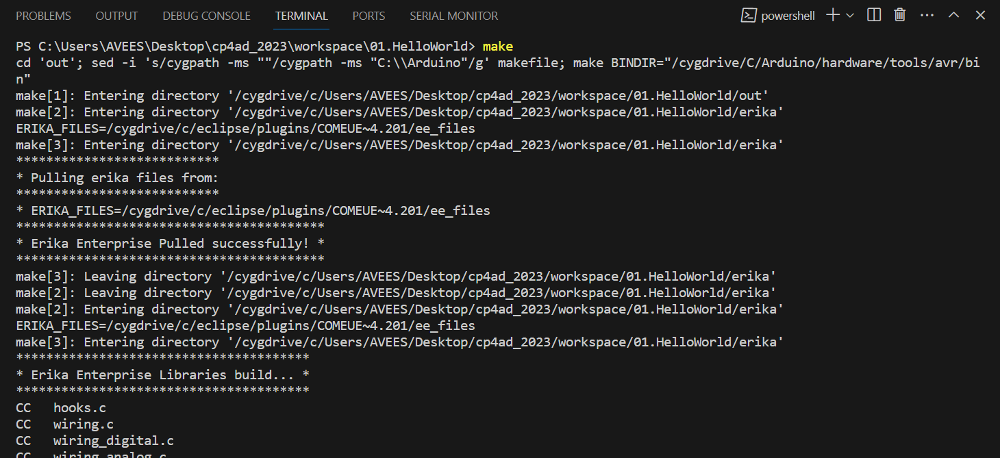 PROBLEMS OUTPUT DEBUG CONSOLE TERMINAL PORTS SERIAL MONITOR powershell
PS C:\Users\AVEES\Desktop\cp4ad_2023\workspace\01.HelloWorld> make
cd 'out'; sed -i 's/cygpath -ms ""/cygpath -ms "C:\\Arduino"/g' makefile; make BINDIR="/cygdrive/C/Arduino/hardware/tools/avr/bi
n"
make[1]: Entering directory '/cygdrive/c/Users/AVEES/Desktop/cp4ad_2023/workspace/01.HelloWorld/out'
make[2]: Entering directory '/cygdrive/c/Users/AVEES/Desktop/cp4ad_2023/workspace/01.HelloWorld/erika'
ERIKA_FILES=/cygdrive/c/eclipse/plugins/COMEUE~4.201/ee_files
make[3]: Entering directory '/cygdrive/c/Users/AVEES/Desktop/cp4ad_2023/workspace/01.HelloWorld/erika'
***************************
* Pulling erika files from:
***************************
* ERIKA_FILES=/cygdrive/c/eclipse/plugins/COMEUE~4.201/ee_files
*****************************************
* Erika Enterprise Pulled successfully! *
*****************************************
make[3]: Leaving directory '/cygdrive/c/Users/AVEES/Desktop/cp4ad_2023/workspace/01.HelloWorld/erika'
make[2]: Leaving directory '/cygdrive/c/Users/AVEES/Desktop/cp4ad_2023/workspace/01.HelloWorld/erika'
make[2]: Entering directory '/cygdrive/c/Users/AVEES/Desktop/cp4ad_2023/workspace/01.HelloWorld/erika'
ERIKA_FILES=/cygdrive/c/eclipse/plugins/COMEUE~4.201/ee_files
make[3]: Entering directory '/cygdrive/c/Users/AVEES/Desktop/cp4ad_2023/workspace/01.HelloWorld/erika'
***************************************
* Erika Enterprise Libraries build... *
***************************************
CC hooks.c
CC wiring.c
CC wiring_digital.c
CC wiring_analog.c